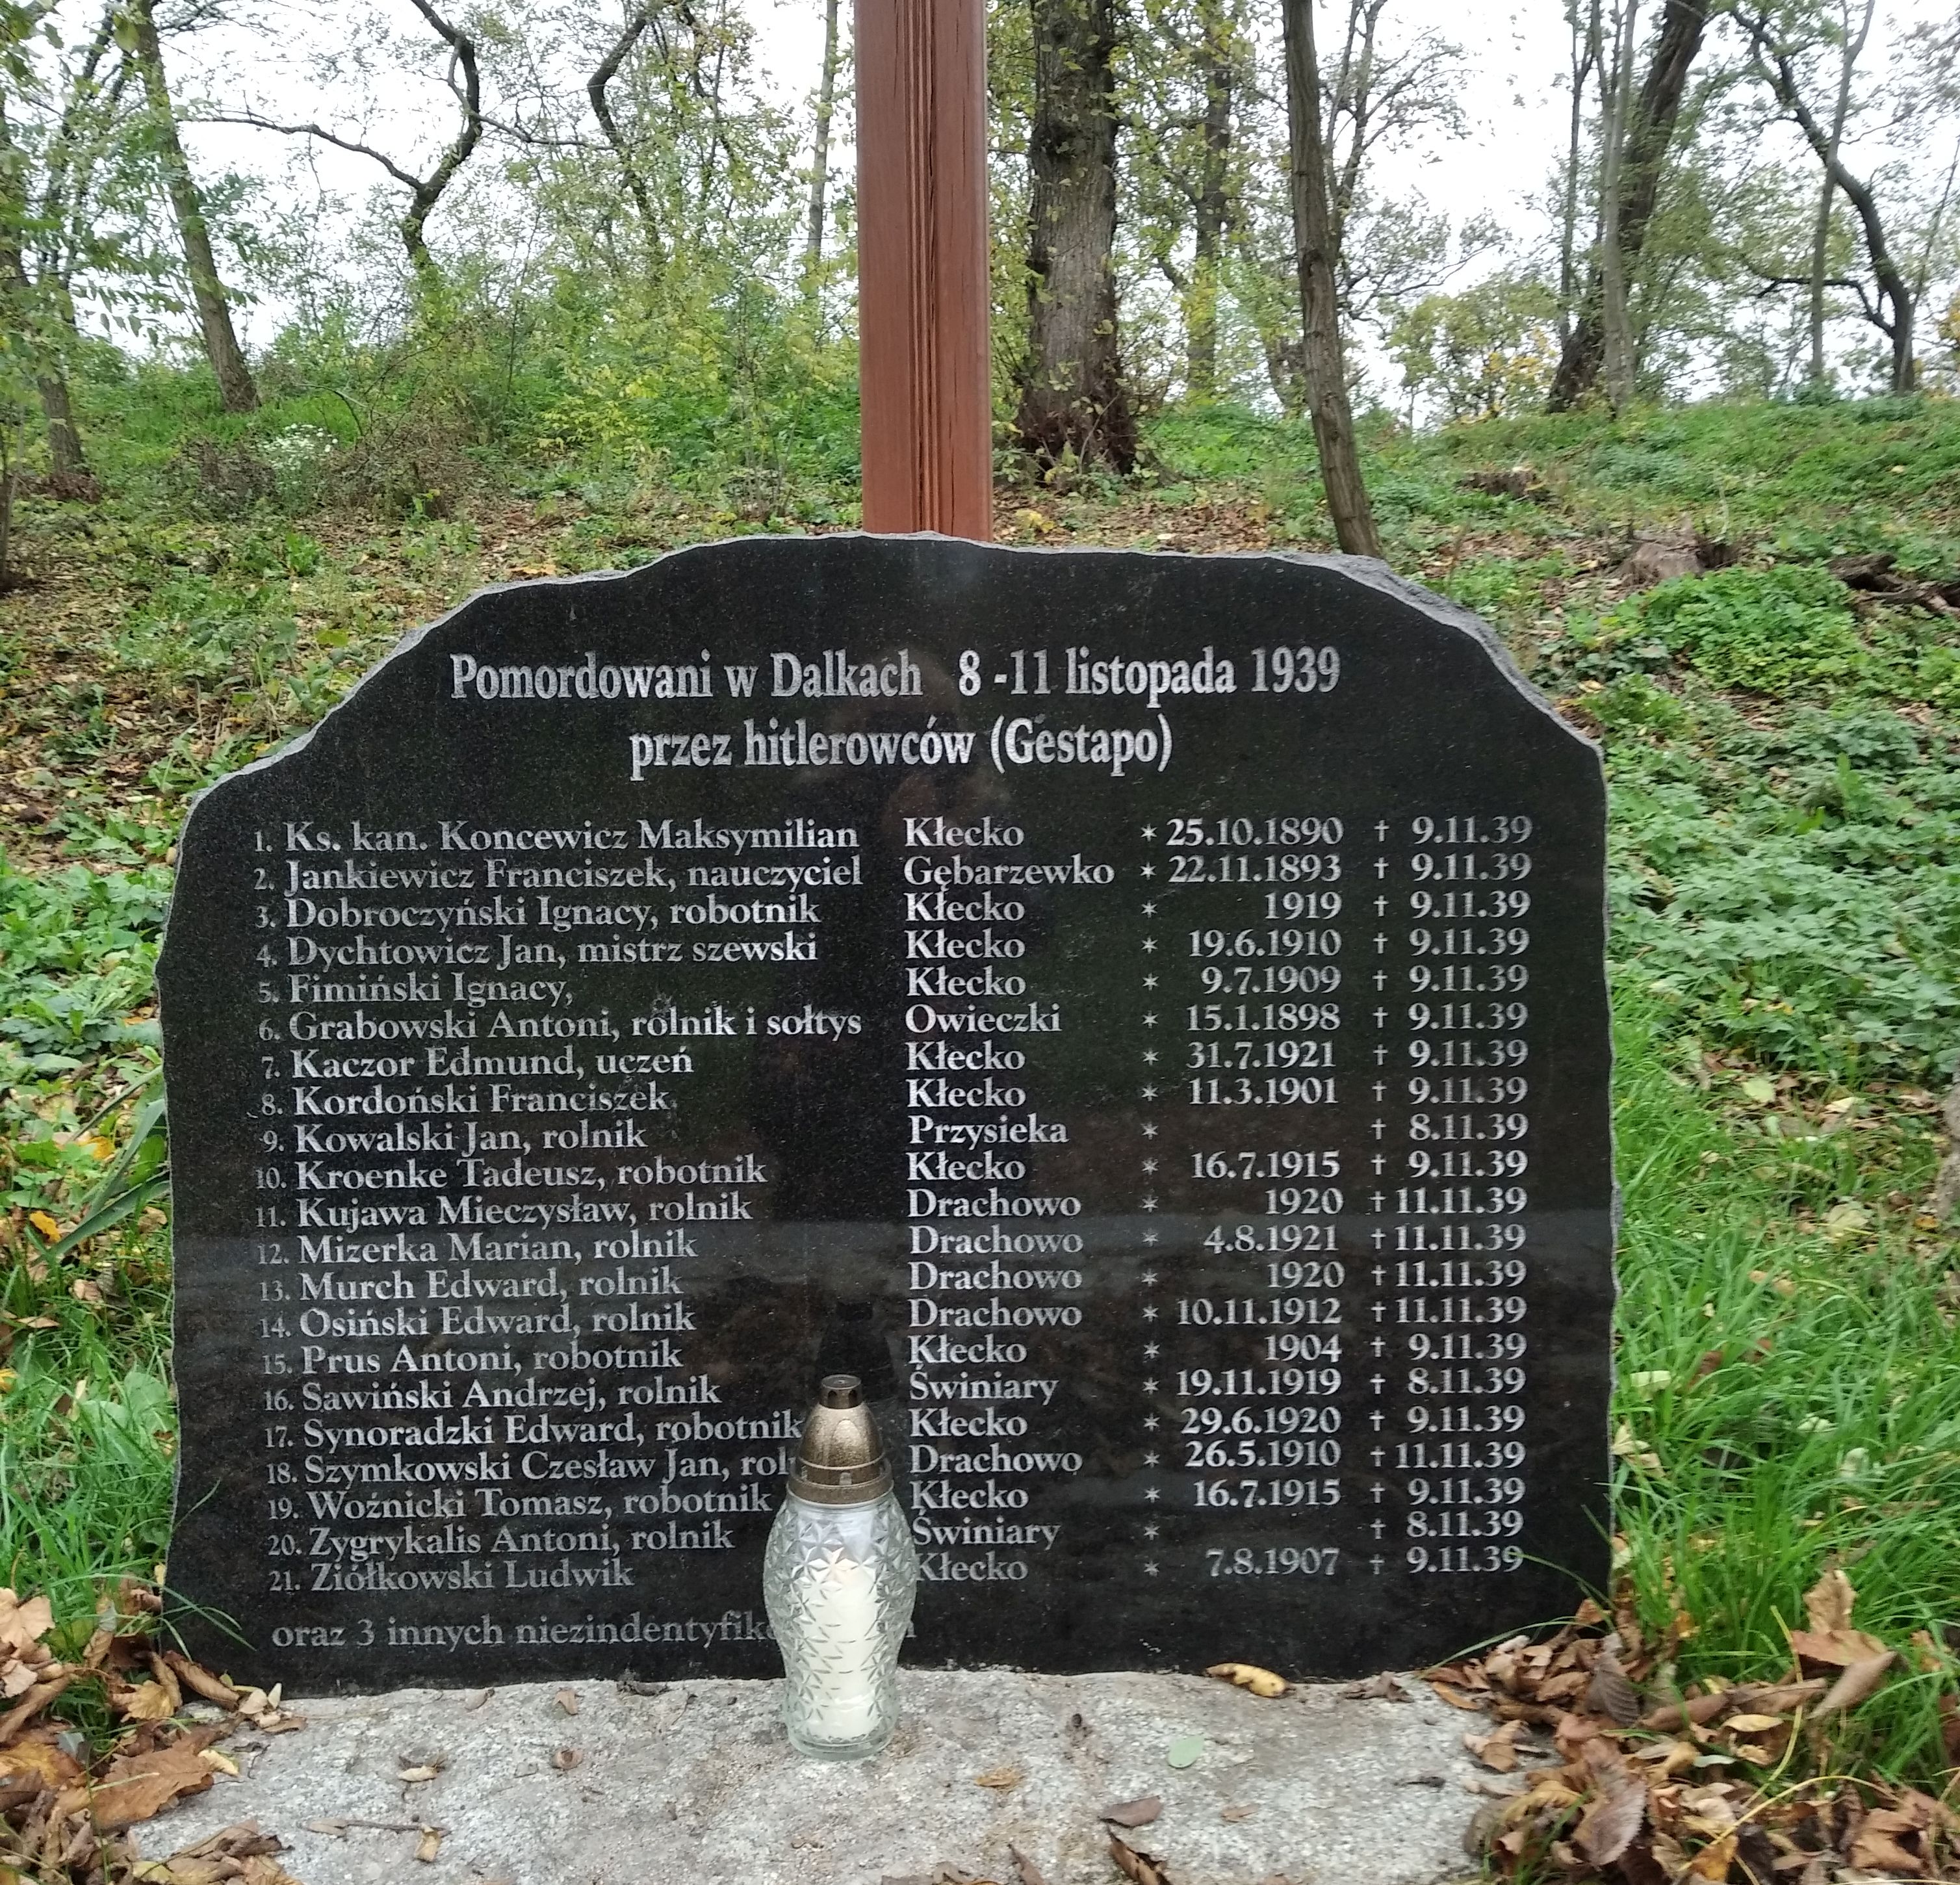 Pomordowani w Dalkach 8 -11 listopada 1939
przez hitlerowców (Gestapo)
1. Ks. kan. Koncewicz Maksymilian Kłecko * 25.10.1890 † 9.11.39
2. Jankiewicz Franciszek, nauczyciel Gębarzewko * 22.11.1893 † 9.11.39
3. Dobroczyński Ignacy, robotnik Kłecko * 1919 † 9.11.39
4. Dychtowicz Jan, mistrz szewski Kłecko * 19.6.1910 † 9.11.39
5. Fimiński Ignacy, Kłecko * 9.7.1909 † 9.11.39
6. Grabowski Antoni, rolnik i sołtys Owieczki * 15.1.1898 † 9.11.39
7. Kaczor Edmund, uczeń Kłecko * 31.7.1921 † 9.11.39
8. Kordoński Franciszek Kłecko * 11.3.1901 † 9.11.39
9. Kowalski Jan, rolnik Przysieka * † 8.11.39
10. Kroenke Tadeusz, robotnik Kłecko * 16.7.1915 † 9.11.39
11. Kujawa Mieczysław, rolnik Drachowo * 1920 † 11.11.39
12. Mizerka Marian, rolnik Drachowo * 4.8.1921 † 11.11.39
13. Murch Edward, rolnik Drachowo * 1920 † 11.11.39
14. Osiński Edward, rolnik Drachowo * 10.11.1912 † 11.11.39
15. Prus Antoni, robotnik Kłecko * 1904 † 9.11.39
16. Sawiński Andrzej, rolnik Świniary * 19.11.1919 † 8.11.39
17. Synoradzki Edward, robotnik Kłecko * 29.6.1920 † 9.11.39
18. Szymkowski Czesław Jan, Drachowo * 26.5.1910 † 11.11.39
19. Woźnicki Tomasz, robotnik Kłecko * 16.7.1915 † 9.11.39
20. Zygrykalis Antoni, rolnik Świniary * † 8.11.39
21. Ziółkowski Ludwik Kłecko * 7.8.1907 † 9.11.39
oraz 3 innych